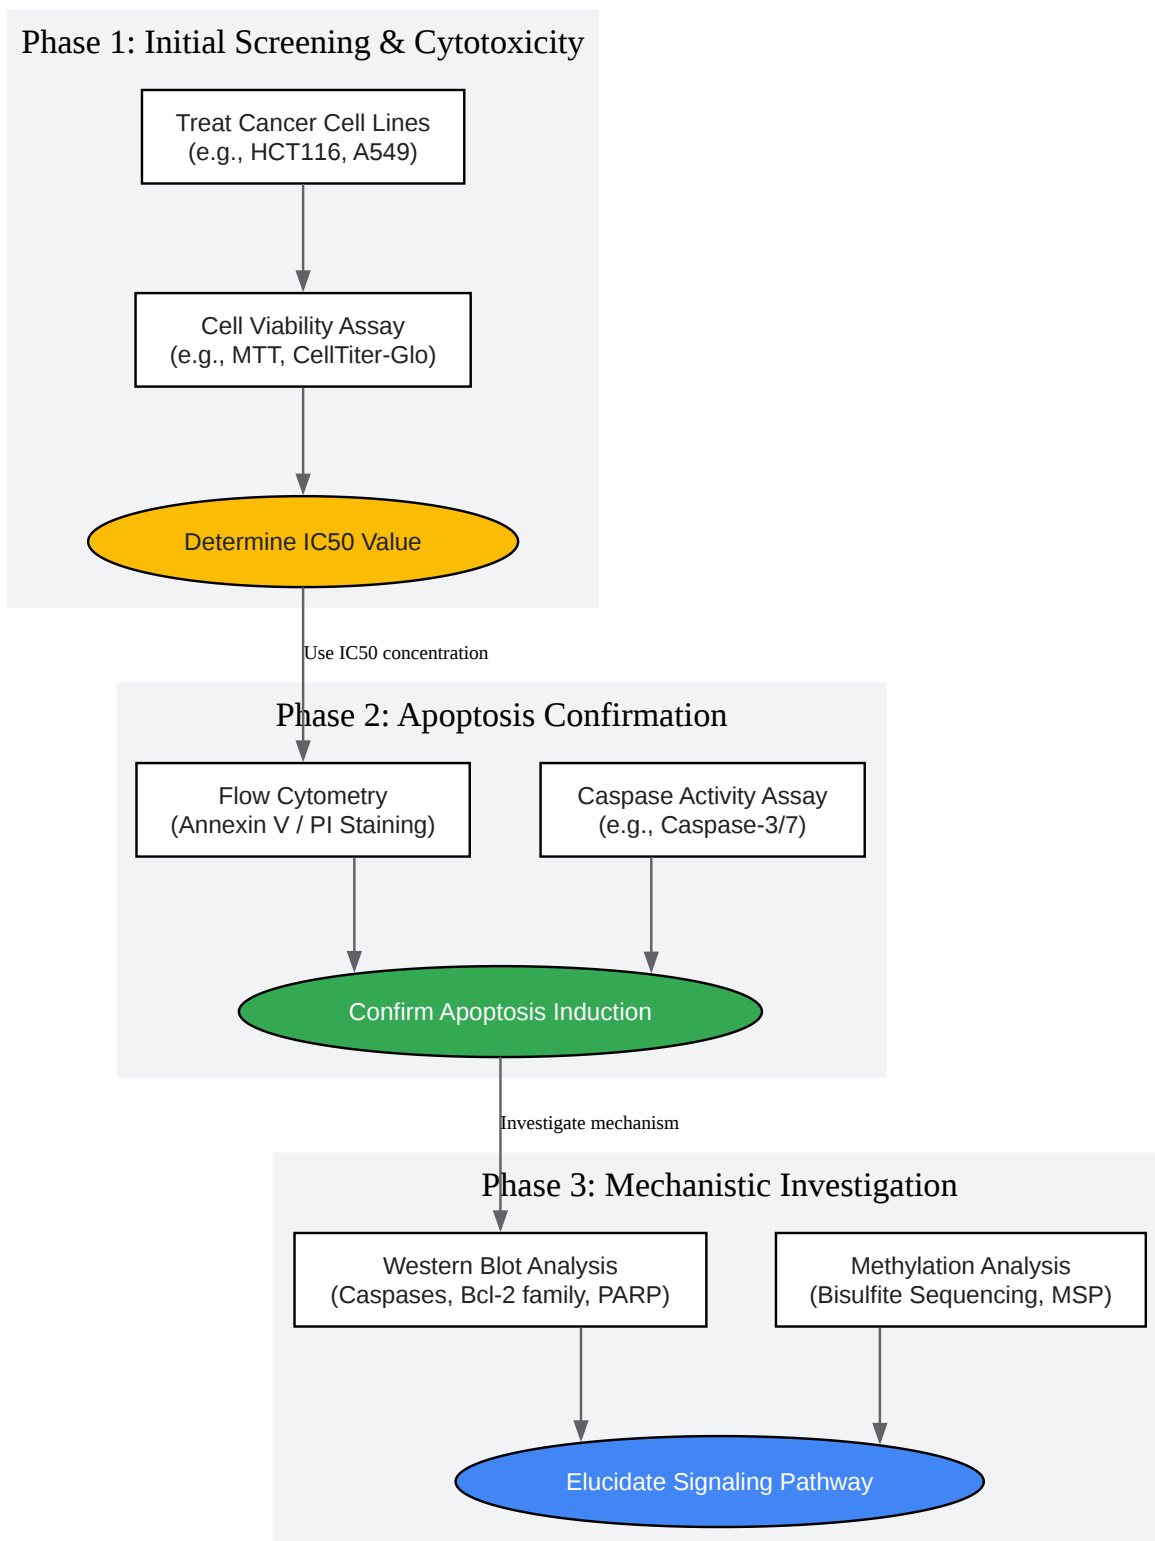 Phase 1: Initial Screening & Cytotoxicity
Treat Cancer Cell Lines
(e.g., HCT116, A549)
Cell Viability Assay
(e.g., MTT, CellTiter-Glo)
Determine IC50 Value
Use IC50 concentration
Phase 2: Apoptosis Confirmation
Flow Cytometry
(Annexin V / PI Staining)
Caspase Activity Assay
(e.g., Caspase-3/7)
Confirm Apoptosis Induction
Investigate mechanism
Phase 3: Mechanistic Investigation
Western Blot Analysis
(Caspases, Bcl-2 family, PARP)
Methylation Analysis
(Bisulfite Sequencing, MSP)
Elucidate Signaling Pathway